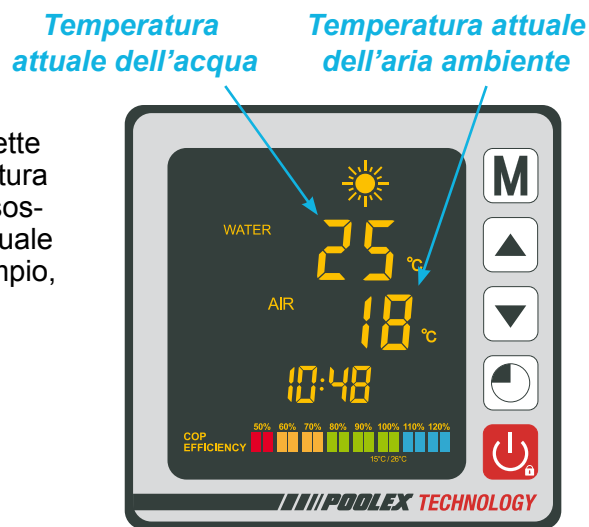 Temperatura
attuale dell'acqua
Temperatura attuale
dell'aria ambiente
ette
tura
sos-
uale
npio,
M
WATER 25 °C
AIR 18 °C
10:48
50% 60% 70% 80% 90% 100% 110% 120%
COP
EFFICIENCY
15°C / 26°C
POOLEX TECHNOLOGY